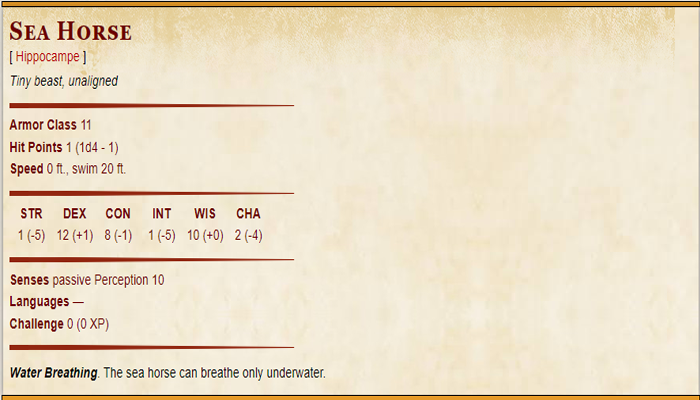 SEA HORSE
[ Hippocampe ]
Tiny beast, unaligned
Armor Class 11
Hit Points 1 (1d4 - 1)
Speed 0 ft., swim 20 ft.
STR DEX CON INT WIS CHA
1 (-5) 12 (+1) 8 (-1) 1 (-5) 10 (+0) 2 (-4)
Senses passive Perception 10
Languages —
Challenge 0 (0 XP)
Water Breathing. The sea horse can breathe only underwater.